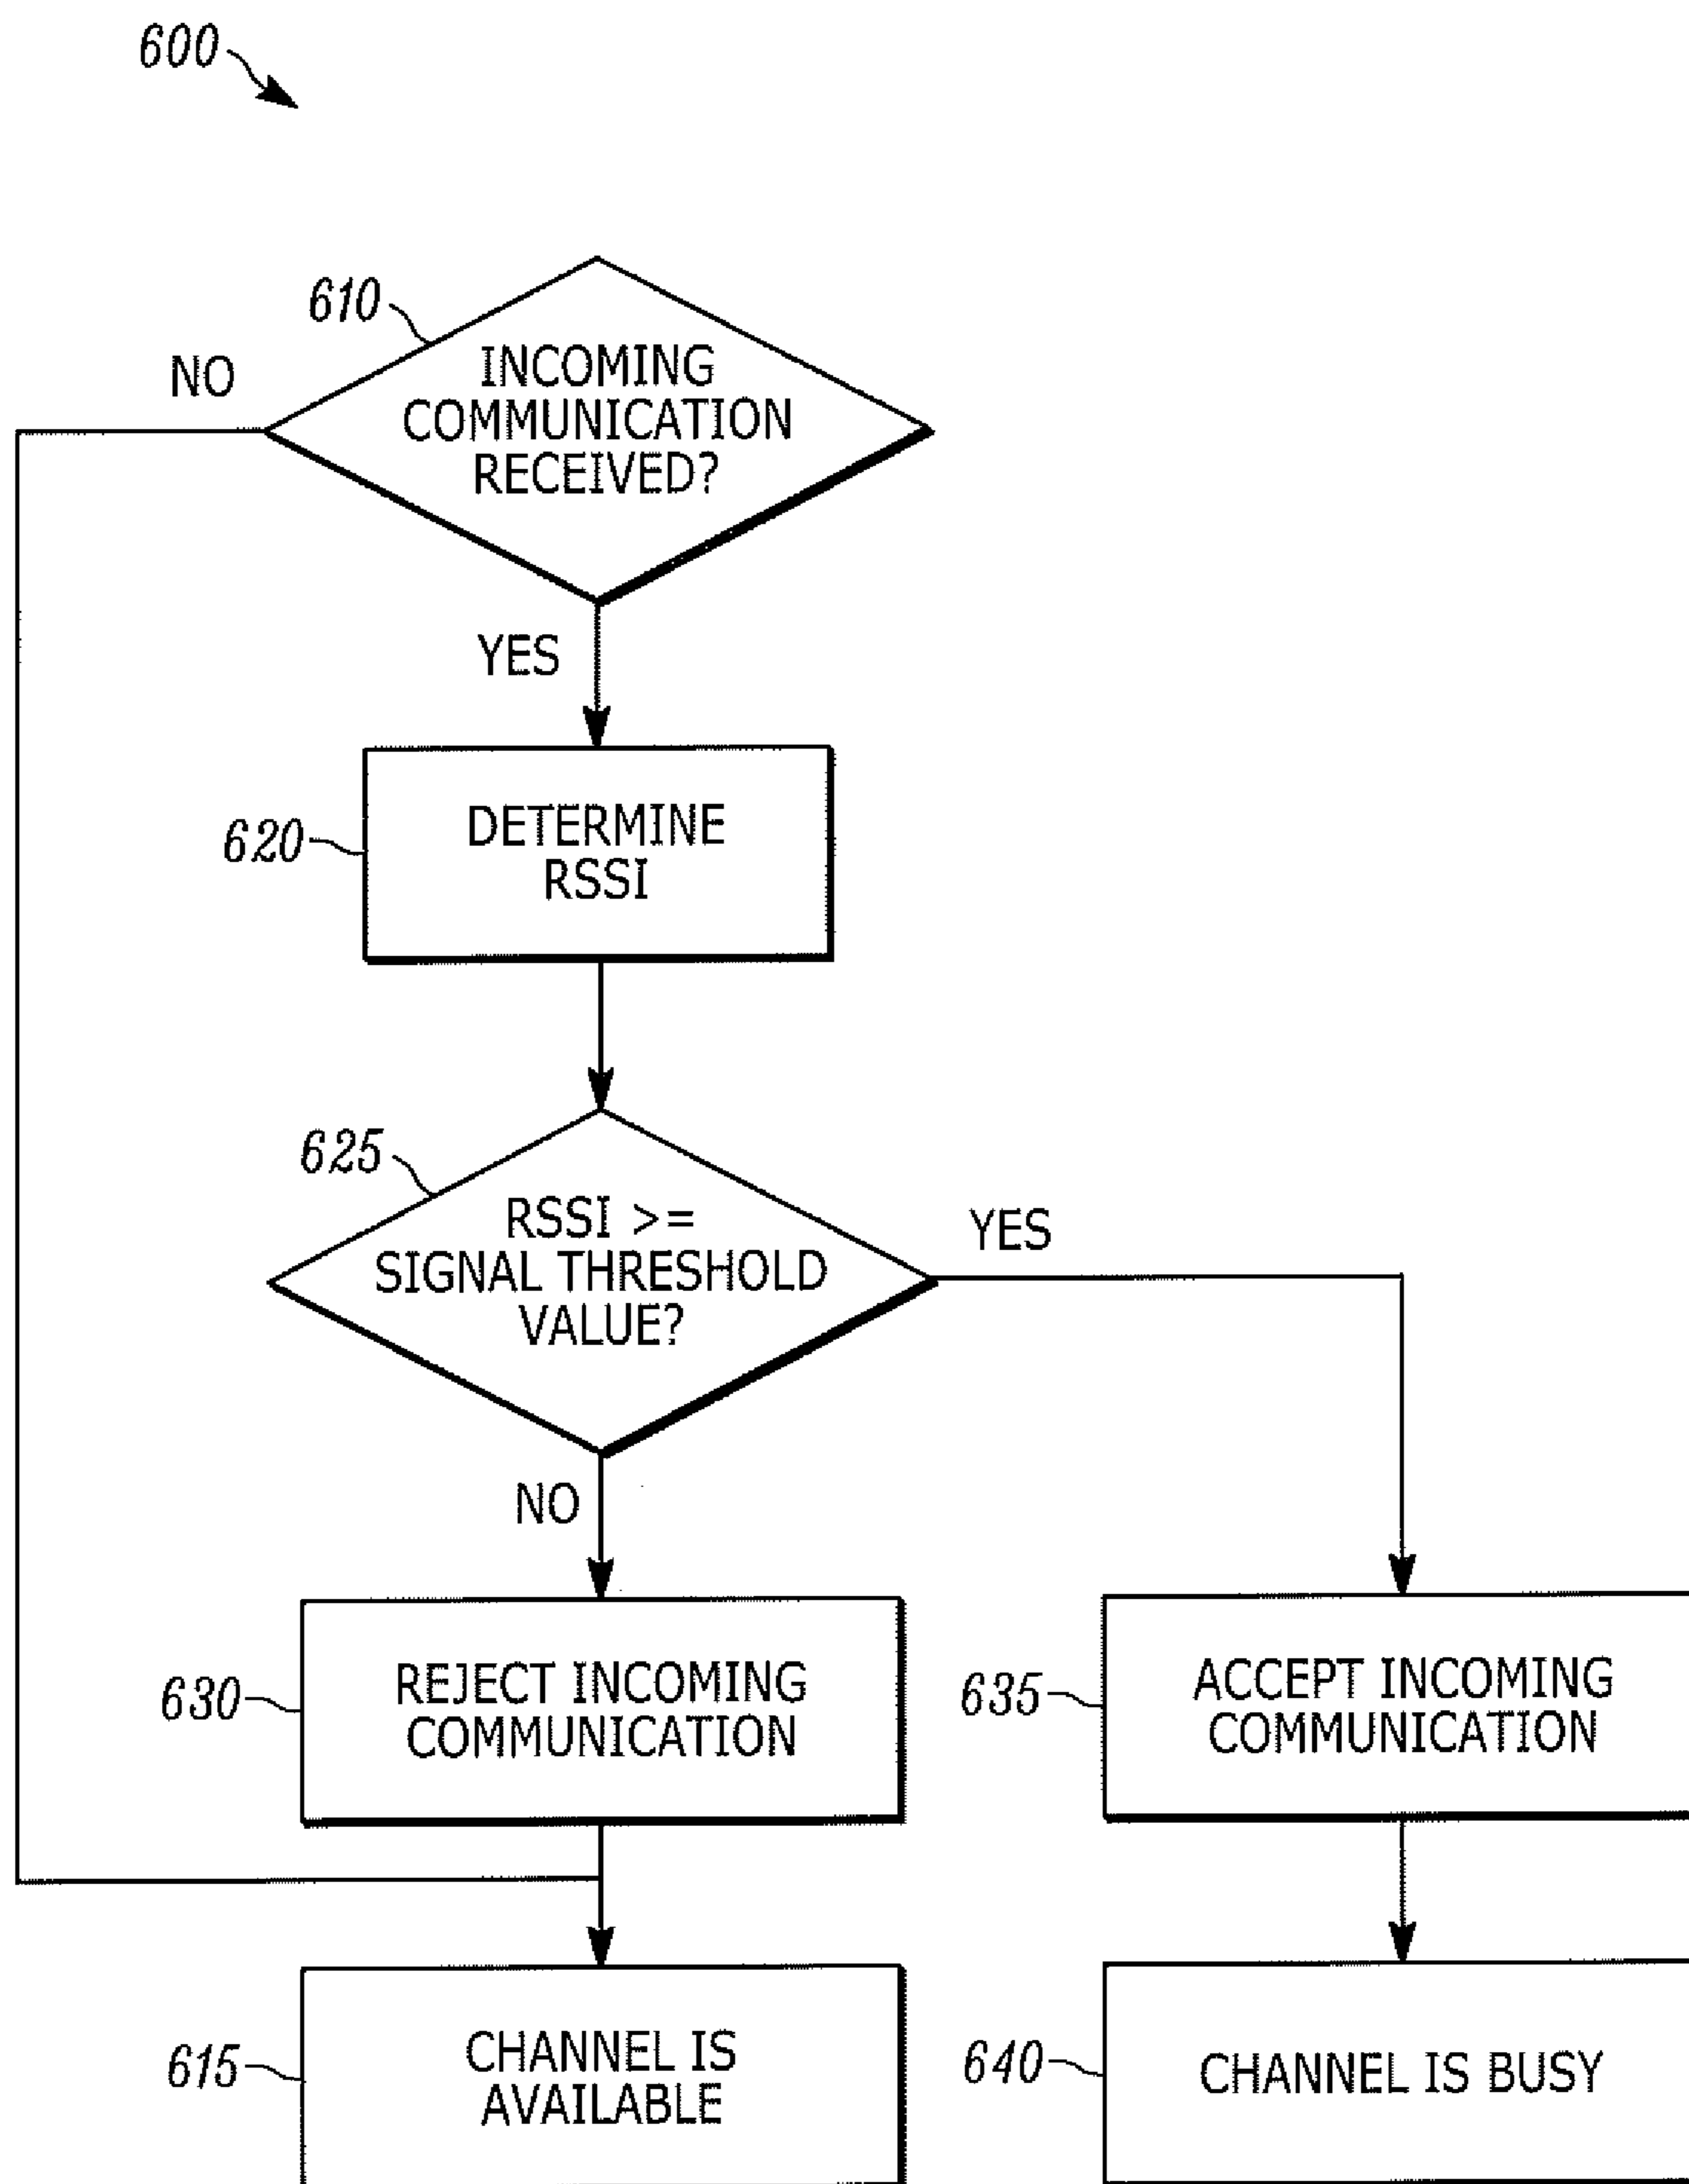 600
610
NO
INCOMING
COMMUNICATION
RECEIVED?
YES
620
DETERMINE
RSSI
625
RSSI >=
SIGNAL THRESHOLD
VALUE?
YES
NO
630
REJECT INCOMING
COMMUNICATION
635
ACCEPT INCOMING
COMMUNICATION
615
CHANNEL IS
AVAILABLE
640
CHANNEL IS BUSY